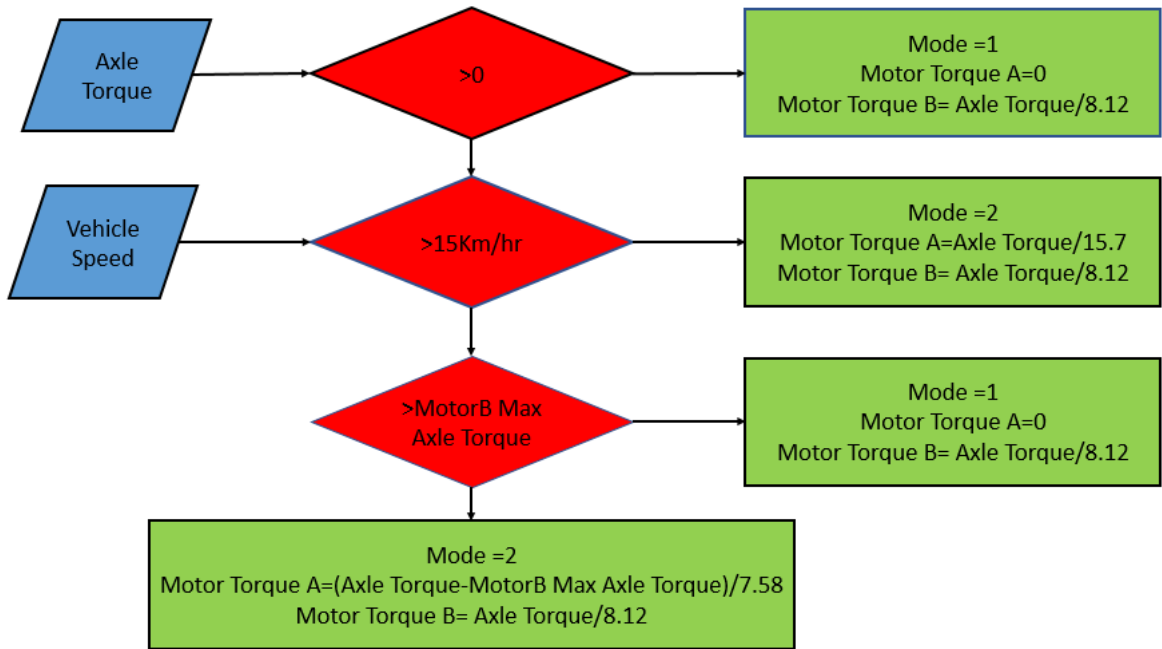 Axle
Torque
>0
Mode =1
Motor Torque A=0
Motor Torque B= Axle Torque/8.12
Vehicle
Speed
>15Km/hr
Mode =2
Motor Torque A=Axle Torque/15.7
Motor Torque B= Axle Torque/8.12
>MotorB Max
Axle Torque
Mode =1
Motor Torque A=0
Motor Torque B= Axle Torque/8.12
Mode =2
Motor Torque A=(Axle Torque-MotorB Max Axle Torque)/7.58
Motor Torque B= Axle Torque/8.12